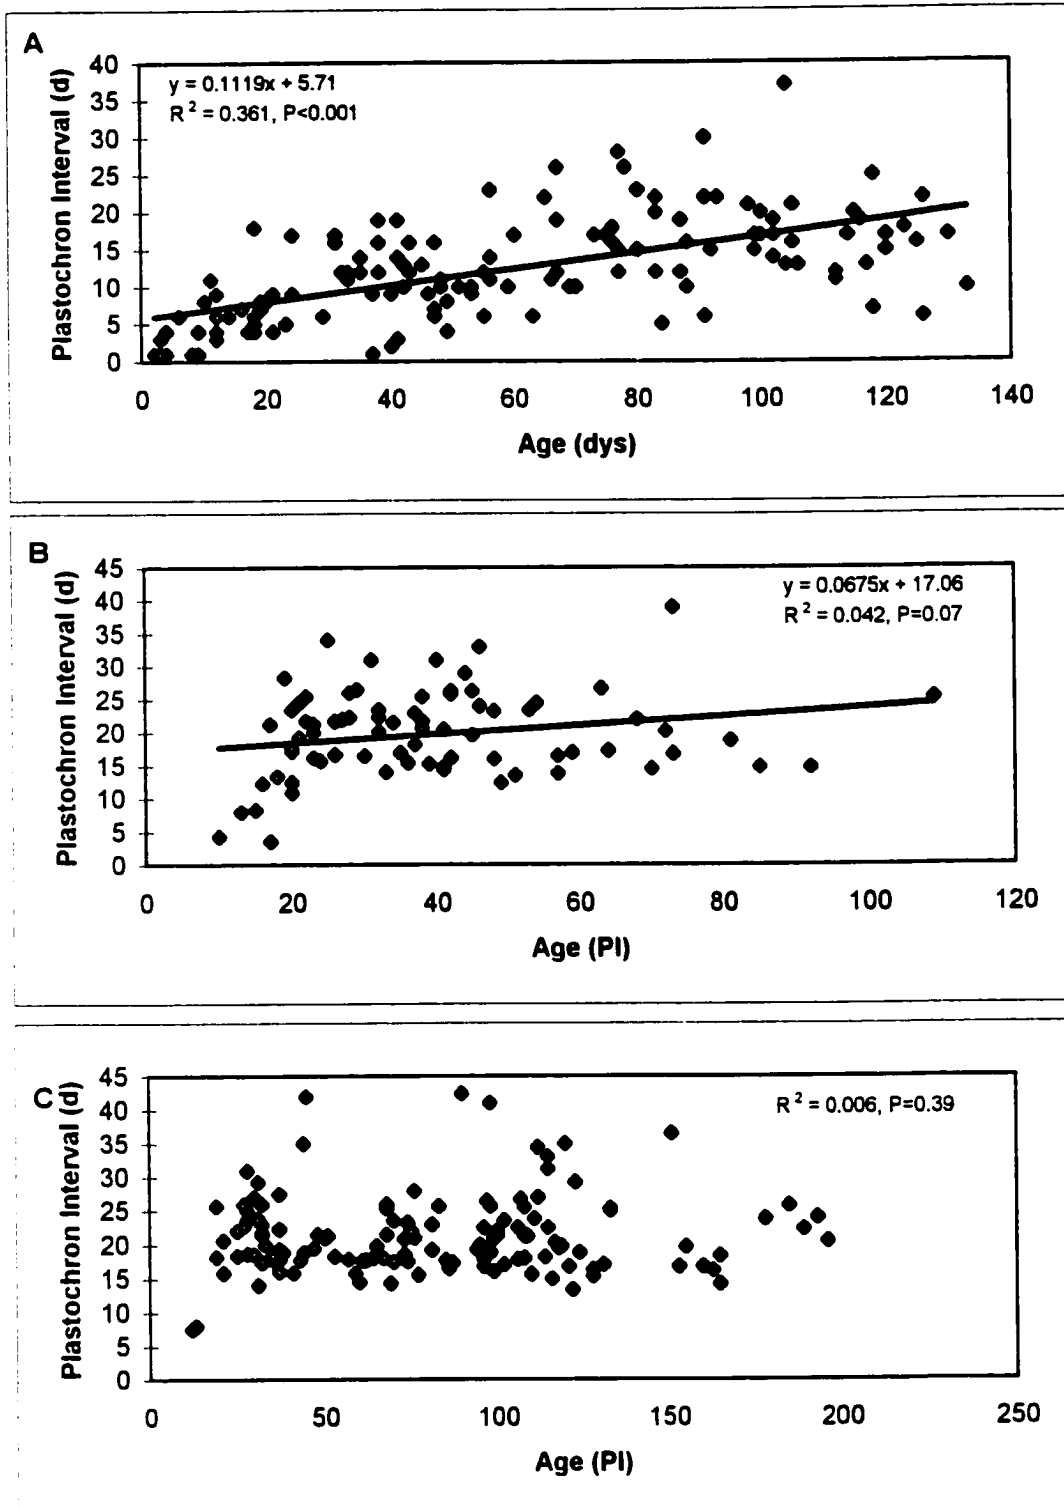 A
40
35
30
25
20
15
10
5
0
Plastochron Interval (d)
y = 0.1119x + 5.71
R² = 0.361, P<0.001
0 20 40 60 80 100 120 140
Age (dys)
B
45
40
35
30
25
20
15
10
5
0
Plastochron Interval (d)
y = 0.0675x + 17.06
R² = 0.042, P=0.07
0 20 40 60 80 100 120
Age (PI)
C
45
40
35
30
25
20
15
10
5
0
Plastochron Interval (d)
R² = 0.006, P=0.39
0 50 100 150 200 250
Age (PI)